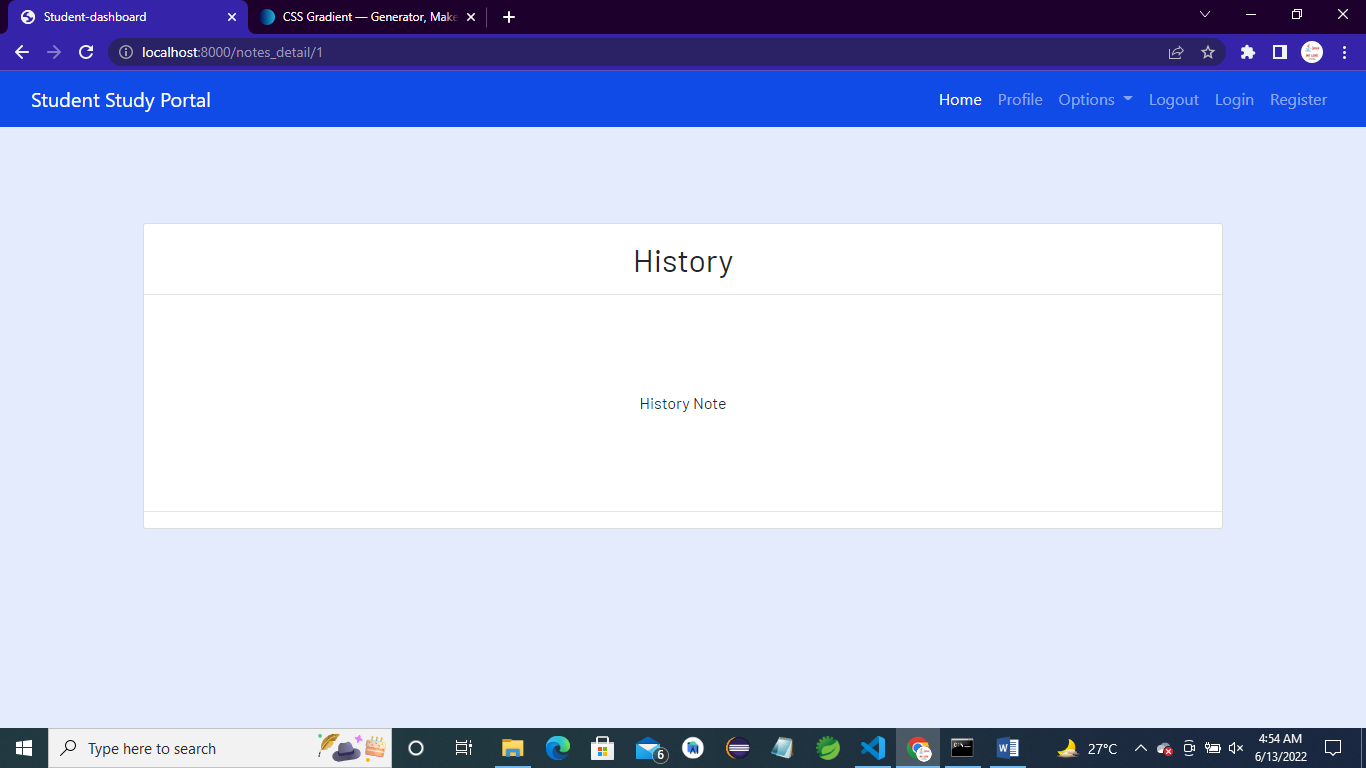 Student-dashboard
CSS Gradient — Generator, Make
localhost:8000/notes_detail/1
Student Study Portal
Home Profile Options Logout Login Register
History
History Note
Type here to search
6
27°C
4:54 AM
6/13/2022